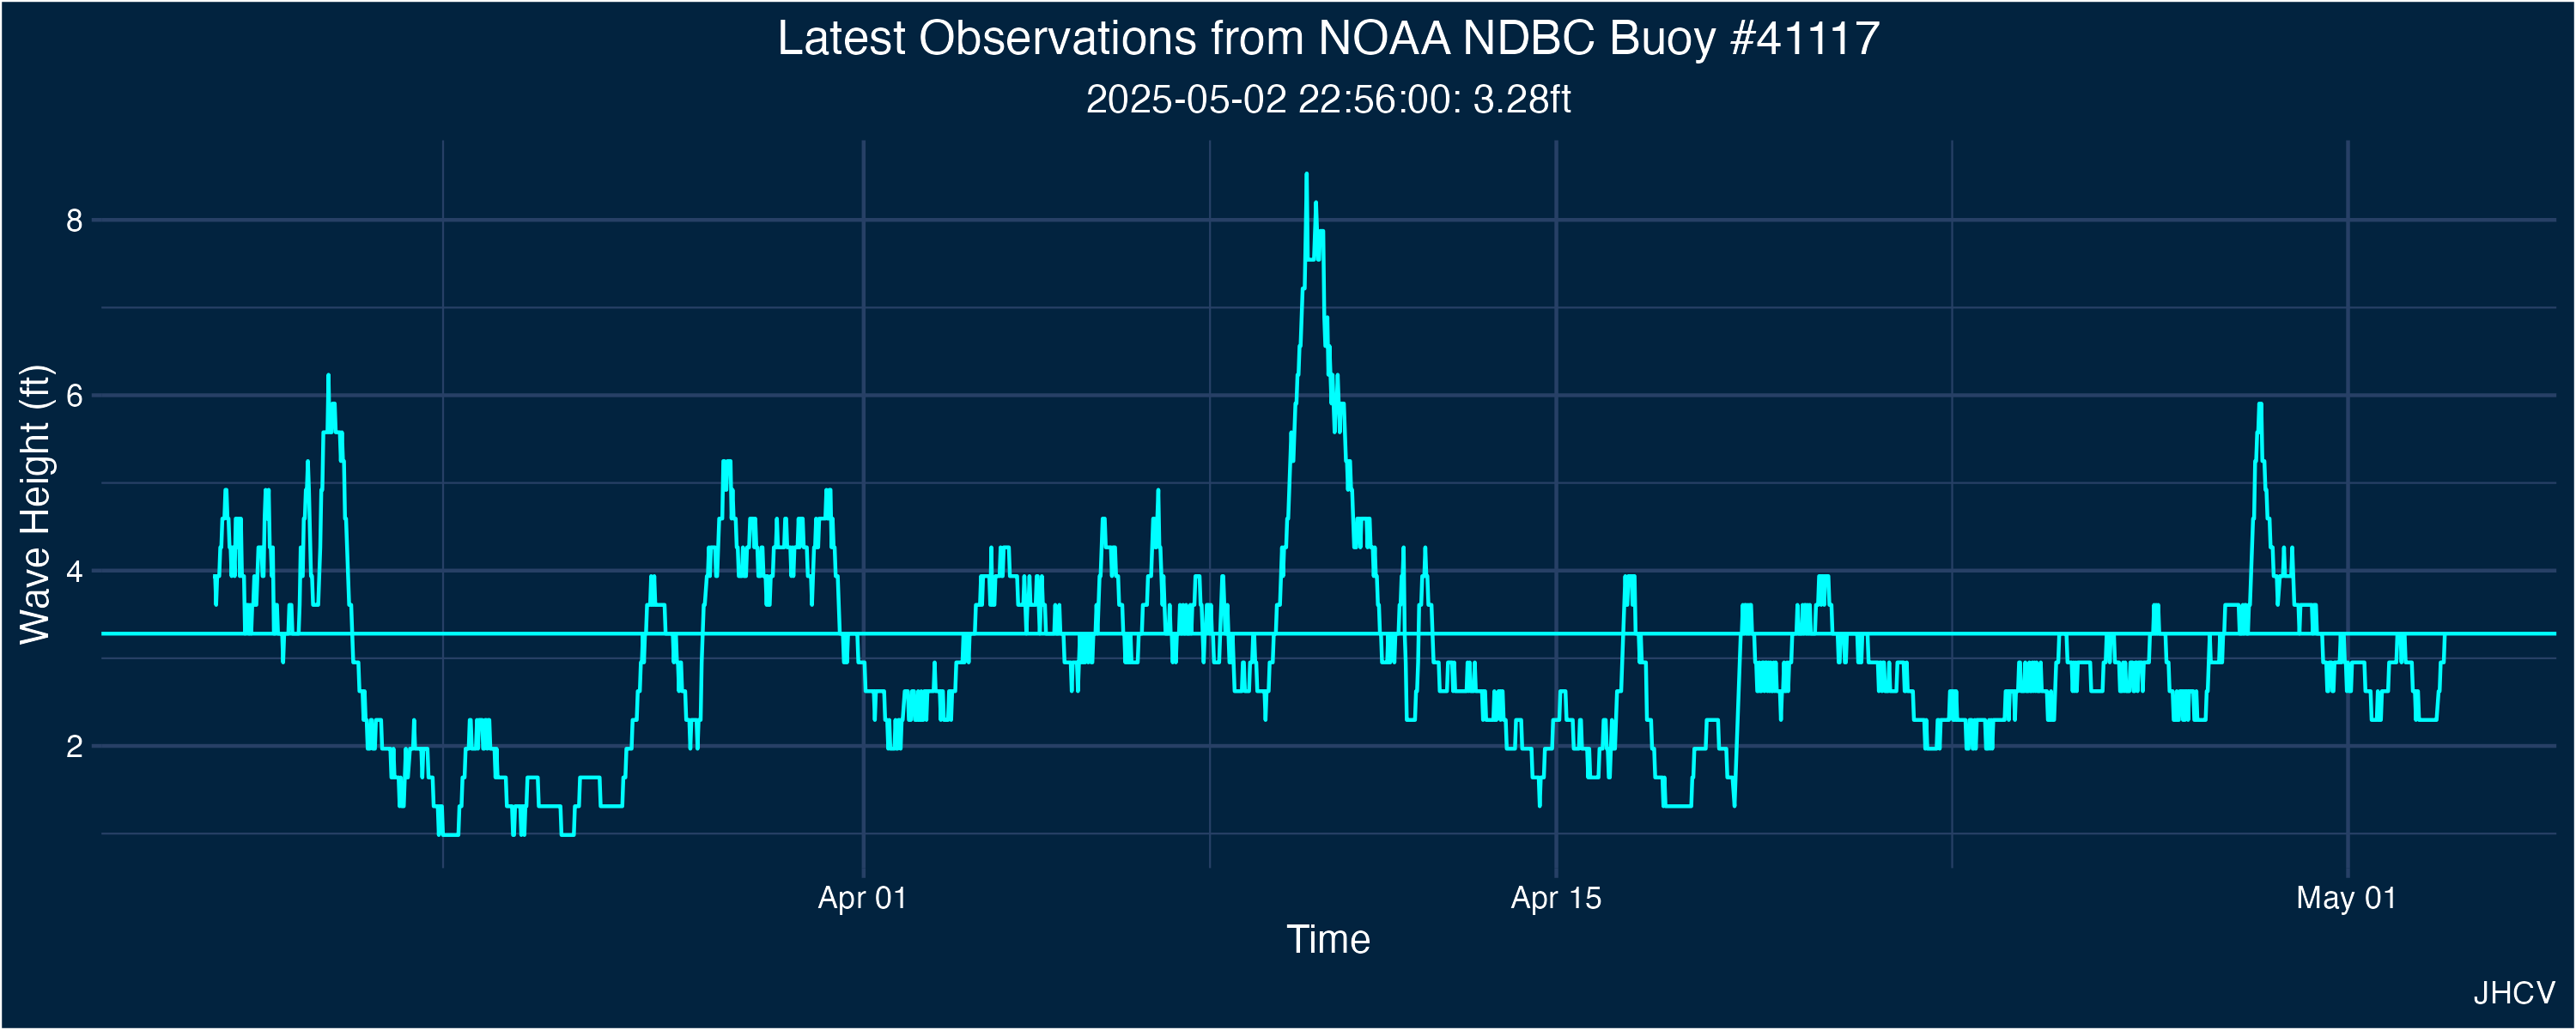 Latest Observations from NOAA NDBC Buoy #41117
2025-05-02 22:56:00: 3.28ft
Wave Height (ft)
8
6
4
2
Apr 01
Apr 15
May 01
Time
JHCV